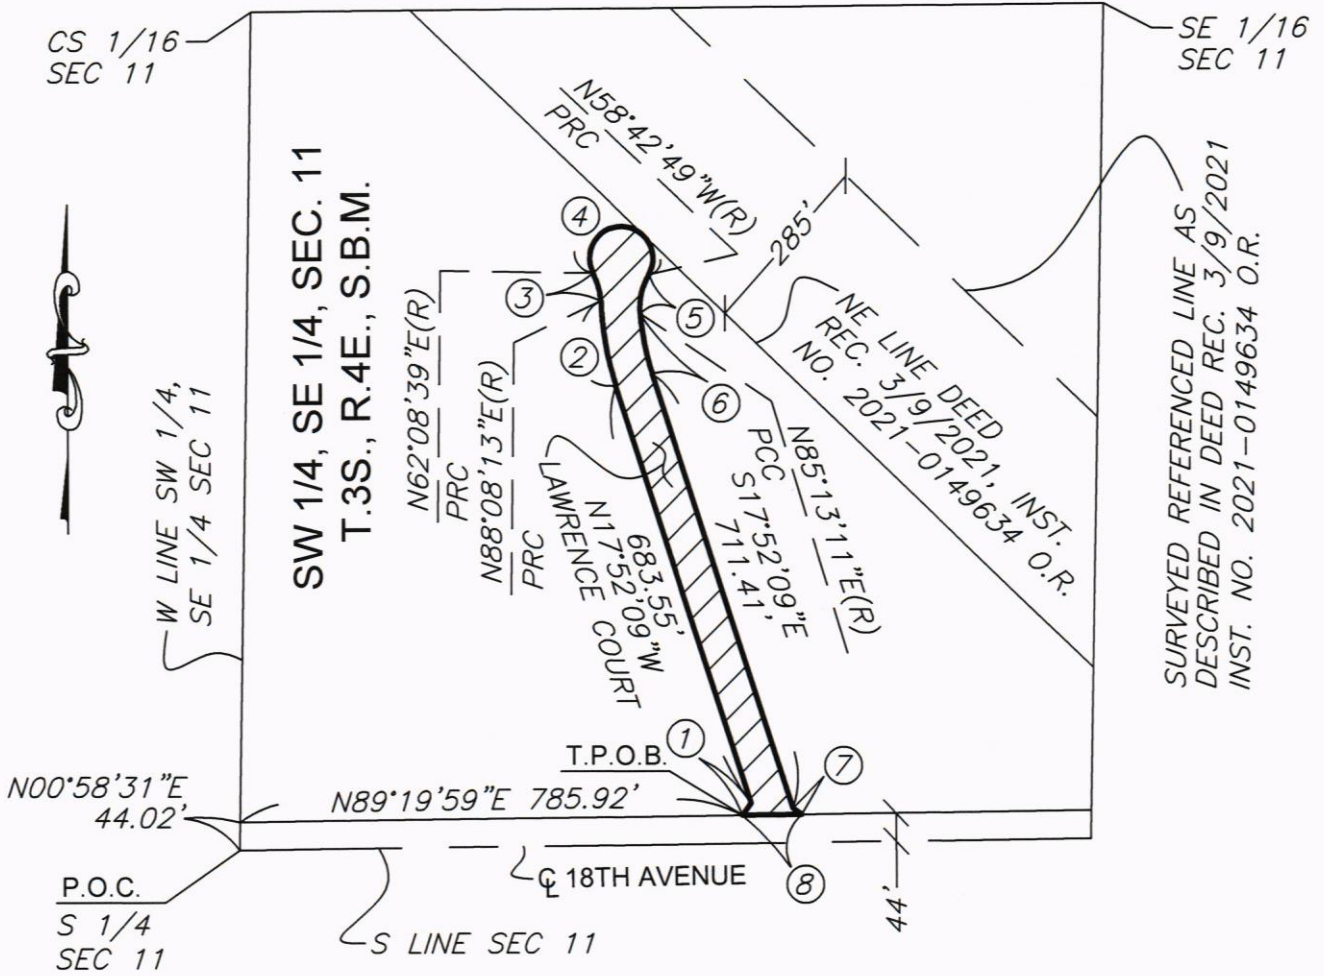 CS 1/16
SEC 11
SE 1/16
SEC 11
SW 1/4, SE 1/4, SEC. 11
T.3S., R.4E., S.B.M.
N58°42'49"W(R)
PRC
285'
4
3
5
2
6
N62°08'39"E(R)
PRC
N88°08'13"E(R)
PRC
NE LINE DEED
REC. 3/9/2021, INST.
NO. 2021-0149634 O.R.
SURVEYED REFERENCED LINE AS
DESCRIBED IN DEED REC. 3/9/2021
INST. NO. 2021-0149634 O.R.
W LINE SW 1/4,
SE 1/4 SEC 11
N85°13'11"E(R)
PCC
S17°52'09"E
711.41'
683.55'
N17°52'09"W
LAWRENCE COURT
T.P.O.B.
1
7
N00°58'31"E
44.02'
N89°19'59"E 785.92'
8
44'
P.O.C.
S 1/4
SEC 11
S LINE SEC 11
℄ 18TH AVENUE